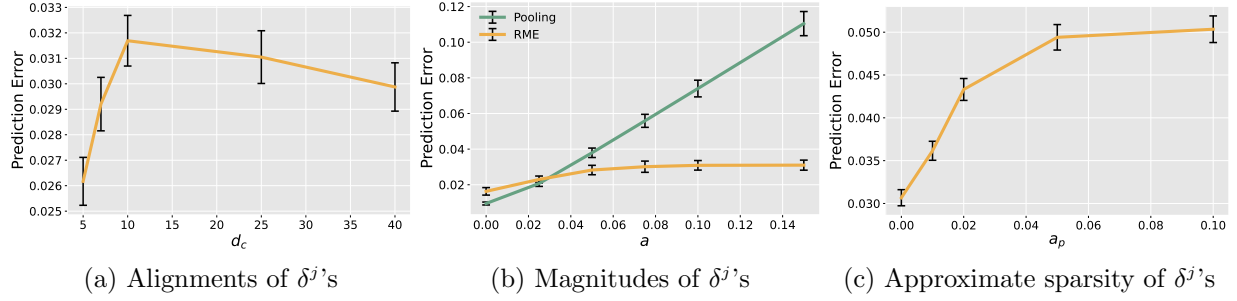 0.033
0.032
0.031
0.030
0.029
0.028
0.027
0.026
0.025
Prediction Error
5 10 15 20 25 30 35 40
d_c
(a) Alignments of δ^j's
0.12
0.10
0.08
0.06
0.04
0.02
Prediction Error
Pooling
RME
0.00 0.02 0.04 0.06 0.08 0.10 0.12 0.14
a
(b) Magnitudes of δ^j's
0.050
0.045
0.040
0.035
0.030
Prediction Error
0.00 0.02 0.04 0.06 0.08 0.10
a_p
(c) Approximate sparsity of δ^j's